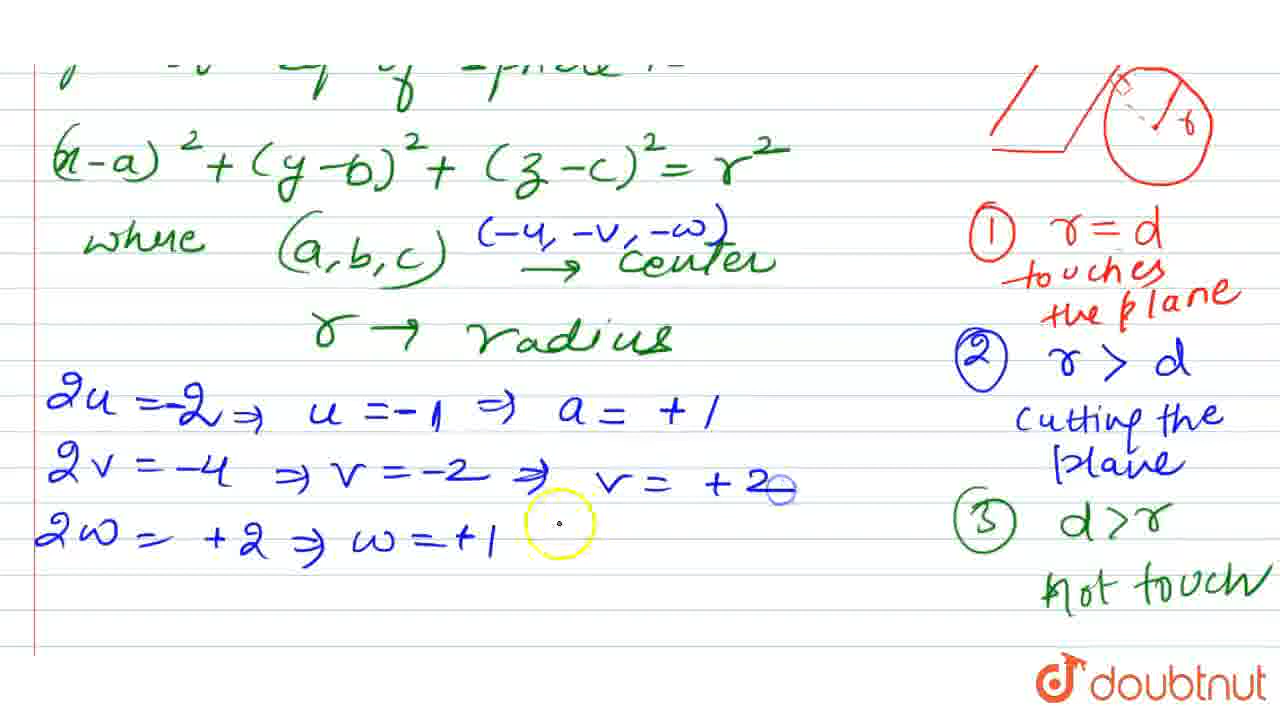 of
(x-a)² + (y-b)² + (z-c)² = r²
where (a,b,c) (-u, -v, -w) → center
r → radius
2u = -2 ⇒ u = -1 ⇒ a = +1
2v = -4 ⇒ v = -2 ⇒ v = +2
2w = +2 ⇒ w = +1
r
① r = d
touches
the plane
② r > d
cutting the
plane
③ d > r
not touch
doubtnut